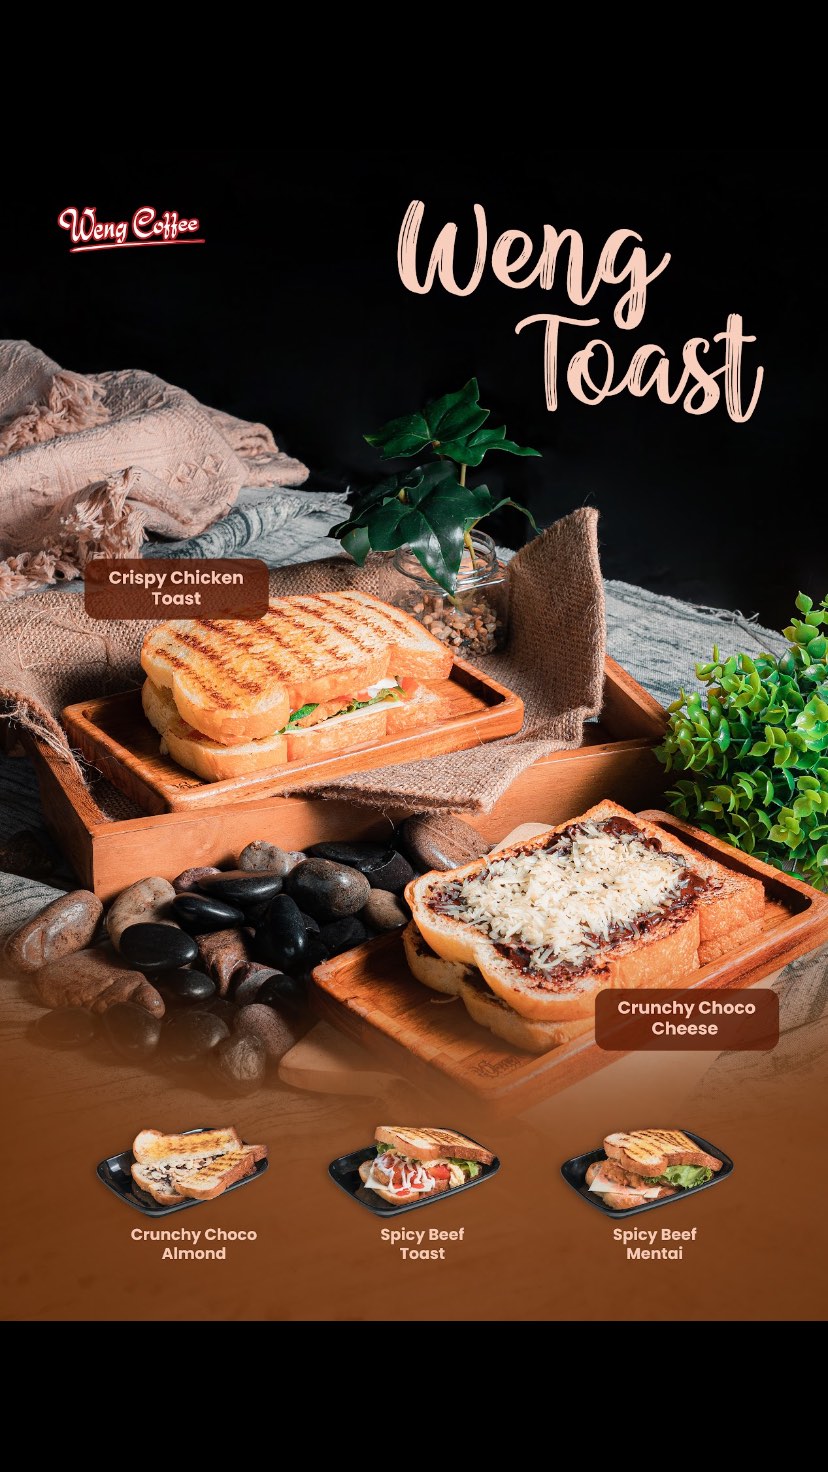 Weng Coffee
Weng
Toast
Crispy Chicken
Toast
Crunchy Choco
Cheese
Crunchy Choco
Almond
Spicy Beef
Toast
Spicy Beef
Mentai